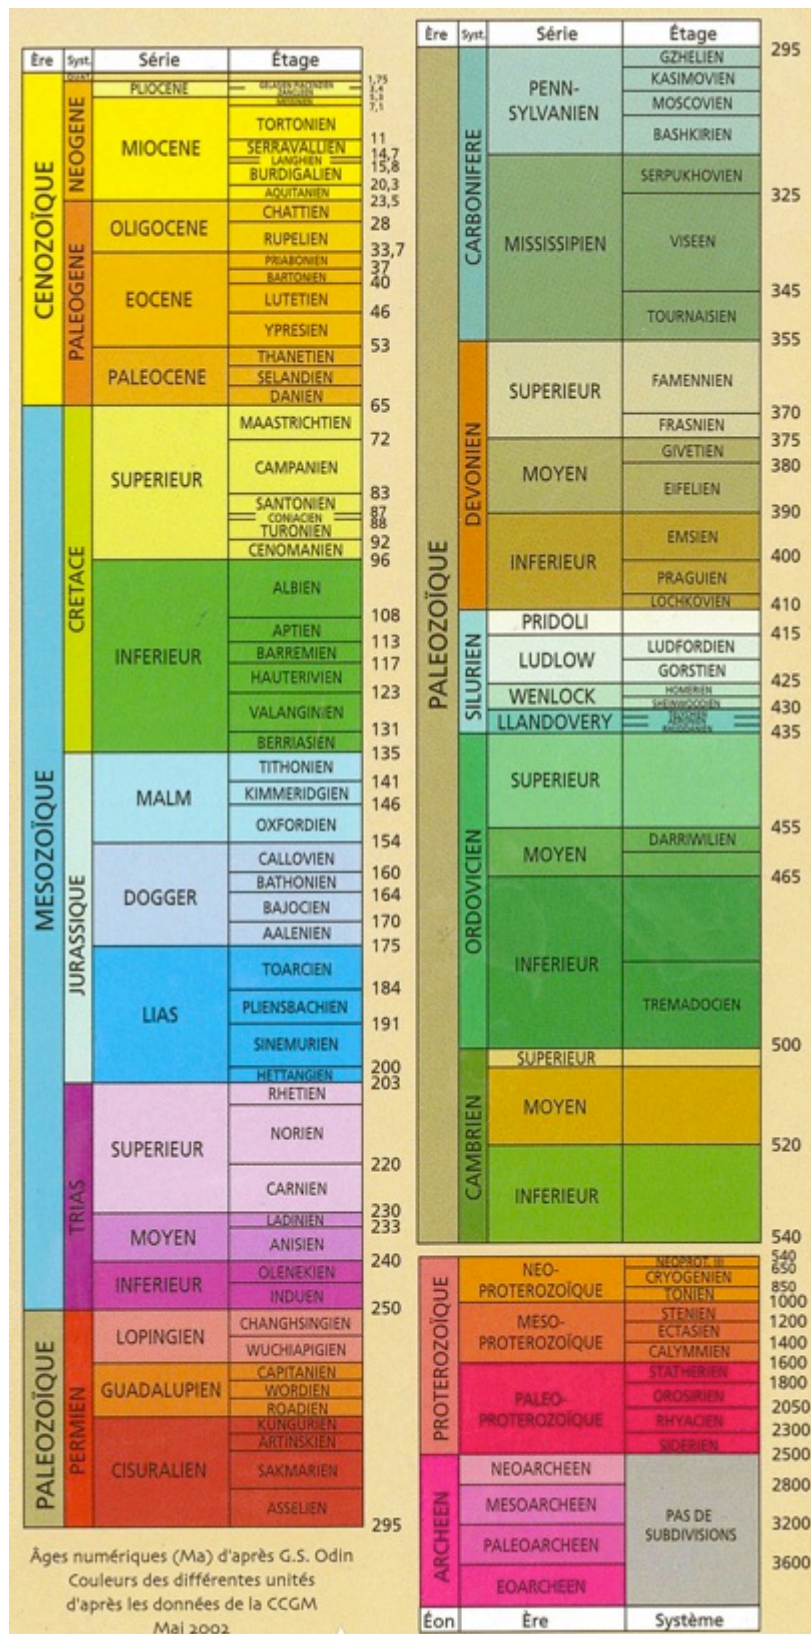 Ère Syst. Série Étage
CENOZOÏQUE
NEOGENE
PLIOCENE
1,75
3,4
5,3
7,1
MIOCENE
TORTONIEN
11
SERRAVALLIEN
14,7
LANGHIEN
15,8
BURDIGALIEN
20,3
AQUITANIEN
23,5
PALEOGENE
OLIGOCENE
CHATTIEN
28
RUPELIEN
33,7
EOCENE
PRIABONIEN
37
BARTONIEN
40
LUTETIEN
46
YPRESIEN
53
PALEOCENE
THANETIEN
SELANDIEN
DANIEN
65
MESOZOÏQUE
CRETACE
SUPERIEUR
MAASTRICHTIEN
72
CAMPANIEN
83
SANTONIEN
87
CONIACIEN
88
TURONIEN
92
CENOMANIEN
96
INFERIEUR
ALBIEN
108
APTIEN
113
BARREMIEN
117
HAUTERIVIEN
123
VALANGINIEN
131
BERRIASIEN
135
JURASSIQUE
MALM
TITHONIEN
141
KIMMERIDGIEN
146
OXFORDIEN
154
DOGGER
CALLOVIEN
160
BATHONIEN
164
BAJOCIEN
170
AALENIEN
175
LIAS
TOARCIEN
184
PLIENSBACHIEN
191
SINEMURIEN
200
HETTANGIEN
203
TRIAS
SUPERIEUR
RHETIEN
NORIEN
220
CARNIEN
230
MOYEN
LADINIEN
233
ANISIEN
240
INFERIEUR
OLENEKIEN
INDUEN
250
PALEOZOÏQUE
PERMIEN
LOPINGIEN
CHANGHSINGIEN
WUCHIAPIGIEN
GUADALUPIEN
CAPITANIEN
WORDIEN
ROADIEN
CISURALIEN
KUNGURIEN
ARTINSKIEN
SAKMARIEN
ASSELIEN
295
Âges numériques (Ma) d'après G.S. Odin
Couleurs des différentes unités
d'après les données de la CCGM
Mai 2002
Ère Syst. Série Étage
295
PALEOZOÏQUE
CARBONIFERE
PENN-
SYLVANIEN
GZHELIEN
KASIMOVIEN
MOSCOVIEN
BASHKIRIEN
MISSISSIPIEN
SERPUKHOVIEN
325
VISEEN
345
TOURNAISIEN
355
DEVONIEN
SUPERIEUR
FAMENNIEN
370
FRASNIEN
375
MOYEN
GIVETIEN
380
EIFELIEN
390
INFERIEUR
EMSIEN
400
PRAGUIEN
LOCHKOVIEN
410
SILURIEN
PRIDOLI
415
LUDLOW
LUDFORDIEN
GORSTIEN
425
WENLOCK
HOMERIEN
SHEINWOODIEN
430
LLANDOVERY
435
ORDOVICIEN
SUPERIEUR
455
MOYEN
DARRIWILIEN
465
INFERIEUR
TREMADOCIEN
500
CAMBRIEN
SUPERIEUR
MOYEN
520
INFERIEUR
540
540
PROTEROZOÏQUE
NEO-
PROTEROZOÏQUE
NEOPROT. III
650
CRYOGENIEN
850
TONIEN
1000
MESO-
PROTEROZOÏQUE
STENIEN
1200
ECTASIEN
1400
CALYMMIEN
1600
PALEO-
PROTEROZOÏQUE
STATHERIEN
1800
OROSIRIEN
2050
RHYACIEN
2300
SIDERIEN
2500
ARCHEEN
NEOARCHEEN
2800
MESOARCHEEN
3200
PALEOARCHEEN
3600
EOARCHEEN
PAS DE
SUBDIVISIONS
Éon Ère Système